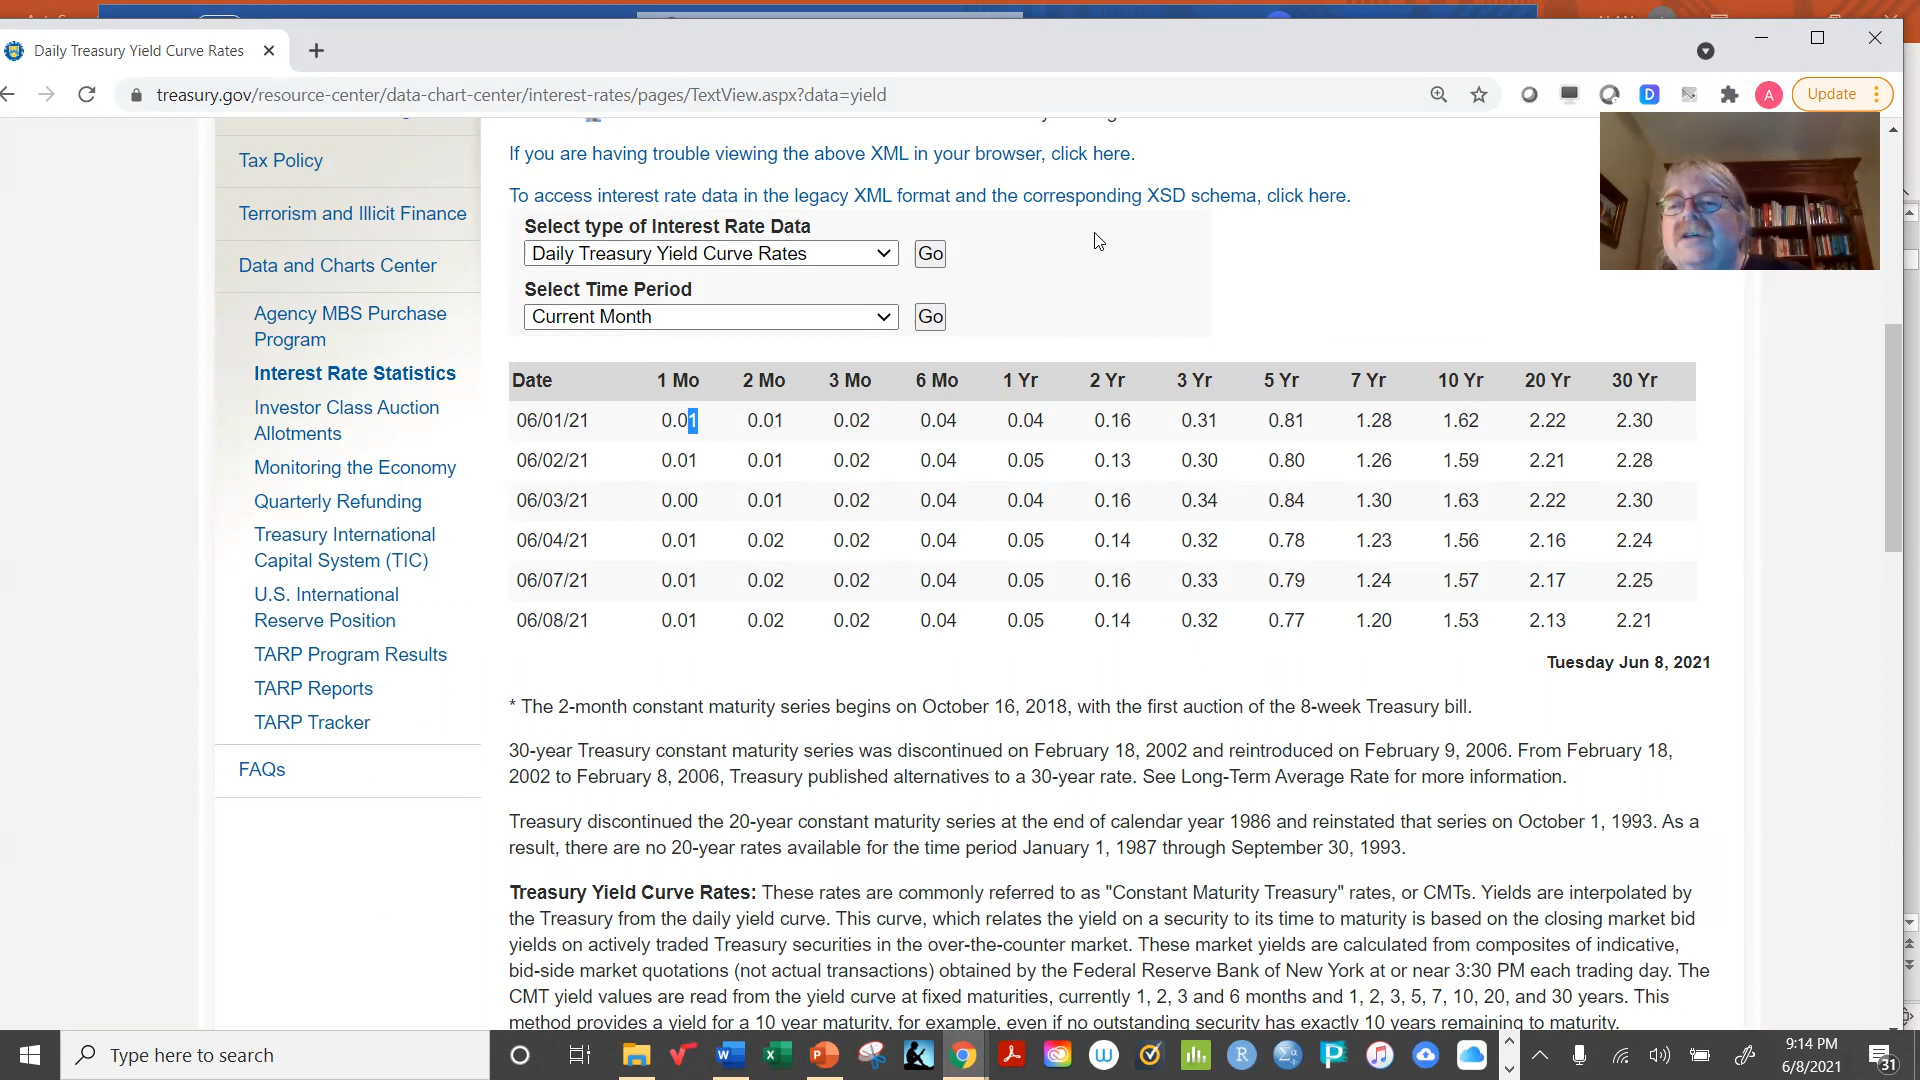 Daily Treasury Yield Curve Rates
treasury.gov/resource-center/data-chart-center/interest-rates/pages/TextView.aspx?data=yield
D
A
Update
If you are having trouble viewing the above XML in your browser, click here.
To access interest rate data in the legacy XML format and the corresponding XSD schema, click here.
Tax Policy
Terrorism and Illicit Finance
Data and Charts Center
Agency MBS Purchase
Program
Interest Rate Statistics
Investor Class Auction
Allotments
Monitoring the Economy
Quarterly Refunding
Treasury International
Capital System (TIC)
U.S. International
Reserve Position
TARP Program Results
TARP Reports
TARP Tracker
FAQs
Select type of Interest Rate Data
Daily Treasury Yield Curve Rates Go
Select Time Period
Current Month Go
Date 1 Mo 2 Mo 3 Mo 6 Mo 1 Yr 2 Yr 3 Yr 5 Yr 7 Yr 10 Yr 20 Yr 30 Yr
06/01/21 0.01 0.01 0.02 0.04 0.04 0.16 0.31 0.81 1.28 1.62 2.22 2.30
06/02/21 0.01 0.01 0.02 0.04 0.05 0.13 0.30 0.80 1.26 1.59 2.21 2.28
06/03/21 0.00 0.01 0.02 0.04 0.04 0.16 0.34 0.84 1.30 1.63 2.22 2.30
06/04/21 0.01 0.02 0.02 0.04 0.05 0.14 0.32 0.78 1.23 1.56 2.16 2.24
06/07/21 0.01 0.02 0.02 0.04 0.05 0.16 0.33 0.79 1.24 1.57 2.17 2.25
06/08/21 0.01 0.02 0.02 0.04 0.05 0.14 0.32 0.77 1.20 1.53 2.13 2.21
Tuesday Jun 8, 2021
* The 2-month constant maturity series begins on October 16, 2018, with the first auction of the 8-week Treasury bill.
30-year Treasury constant maturity series was discontinued on February 18, 2002 and reintroduced on February 9, 2006. From February 18,
2002 to February 8, 2006, Treasury published alternatives to a 30-year rate. See Long-Term Average Rate for more information.
Treasury discontinued the 20-year constant maturity series at the end of calendar year 1986 and reinstated that series on October 1, 1993. As a
result, there are no 20-year rates available for the time period January 1, 1987 through September 30, 1993.
Treasury Yield Curve Rates: These rates are commonly referred to as "Constant Maturity Treasury" rates, or CMTs. Yields are interpolated by
the Treasury from the daily yield curve. This curve, which relates the yield on a security to its time to maturity is based on the closing market bid
yields on actively traded Treasury securities in the over-the-counter market. These market yields are calculated from composites of indicative,
bid-side market quotations (not actual transactions) obtained by the Federal Reserve Bank of New York at or near 3:30 PM each trading day. The
CMT yield values are read from the yield curve at fixed maturities, currently 1, 2, 3 and 6 months and 1, 2, 3, 5, 7, 10, 20, and 30 years. This
method provides a yield for a 10 year maturity, for example, even if no outstanding security has exactly 10 years remaining to maturity.
Type here to search
9:14 PM
6/8/2021
31